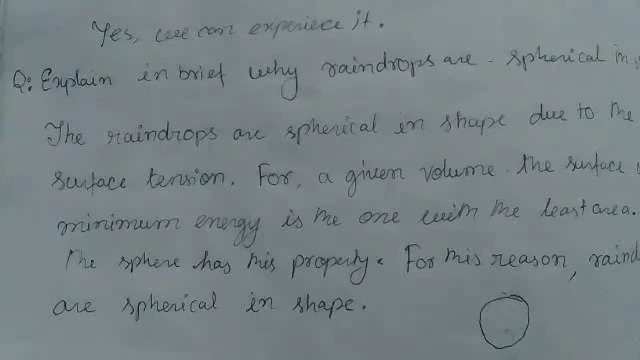 Yes, we can experiece it.
Q: Explain in brief why raindrops are - spherical in
The raindrops are spherical in shape due to the
surface tension. For, a given volume the surface
minimum energy is the one with the least area.
The sphere has this property. For this reason, raind
are spherical in shape.